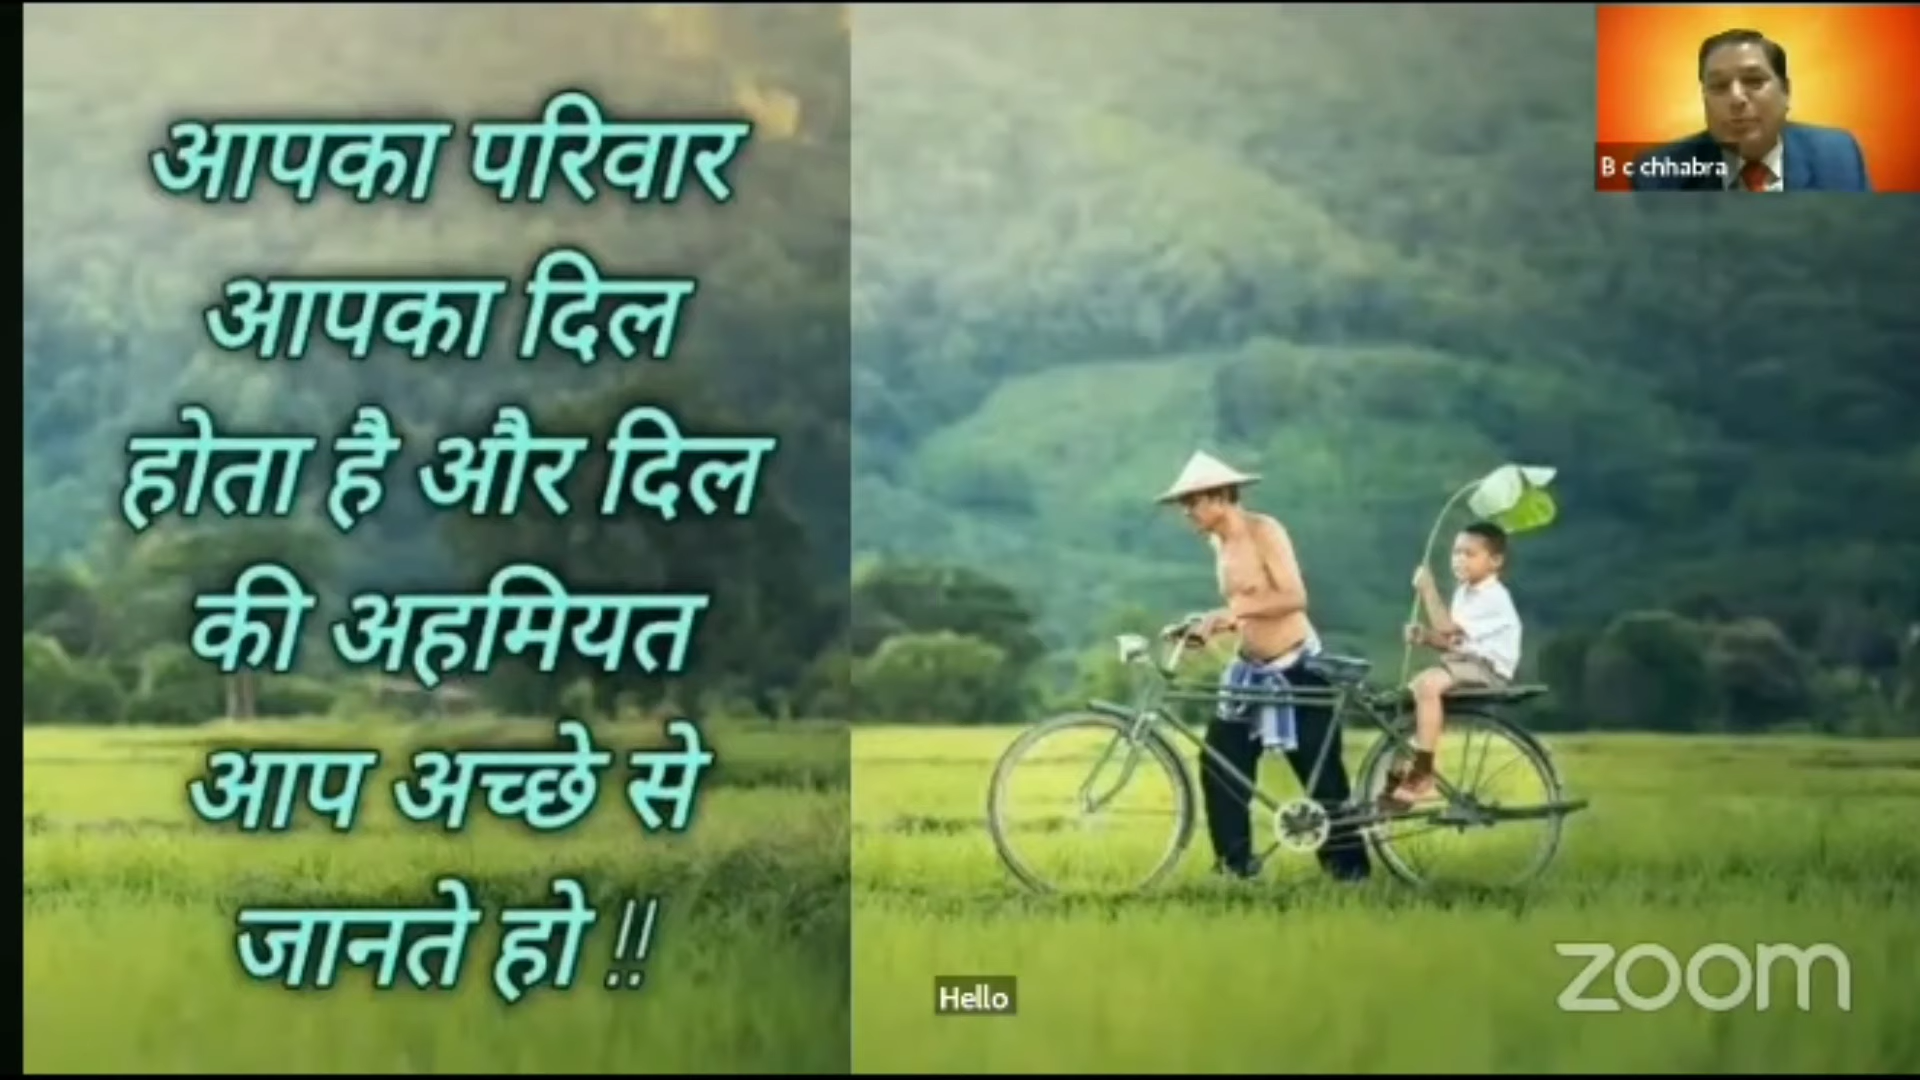 आपका परिवार
आपका दिल
होता है और दिल
की अहमियत
आप अच्छे से
जानते हो !!
B c chhabra
Hello
zoom